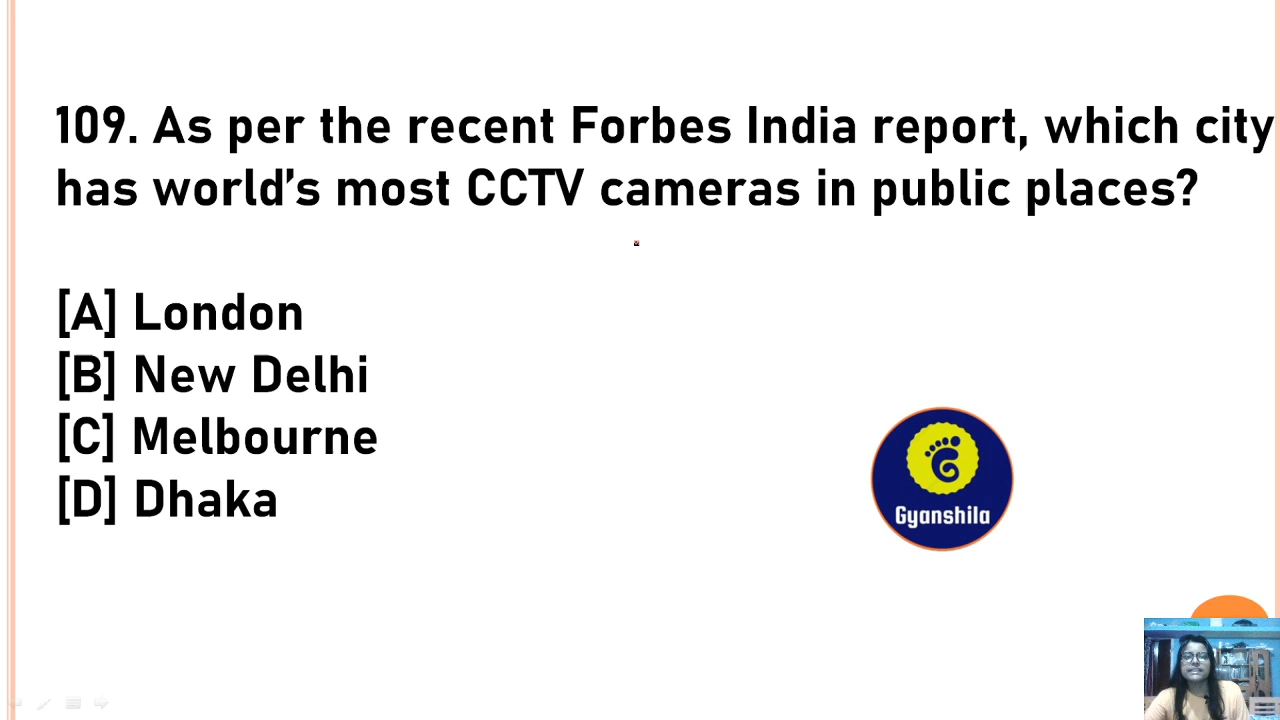 109. As per the recent Forbes India report, which city
has world’s most CCTV cameras in public places?
[A] London
[B] New Delhi
[C] Melbourne
[D] Dhaka
Gyanshila